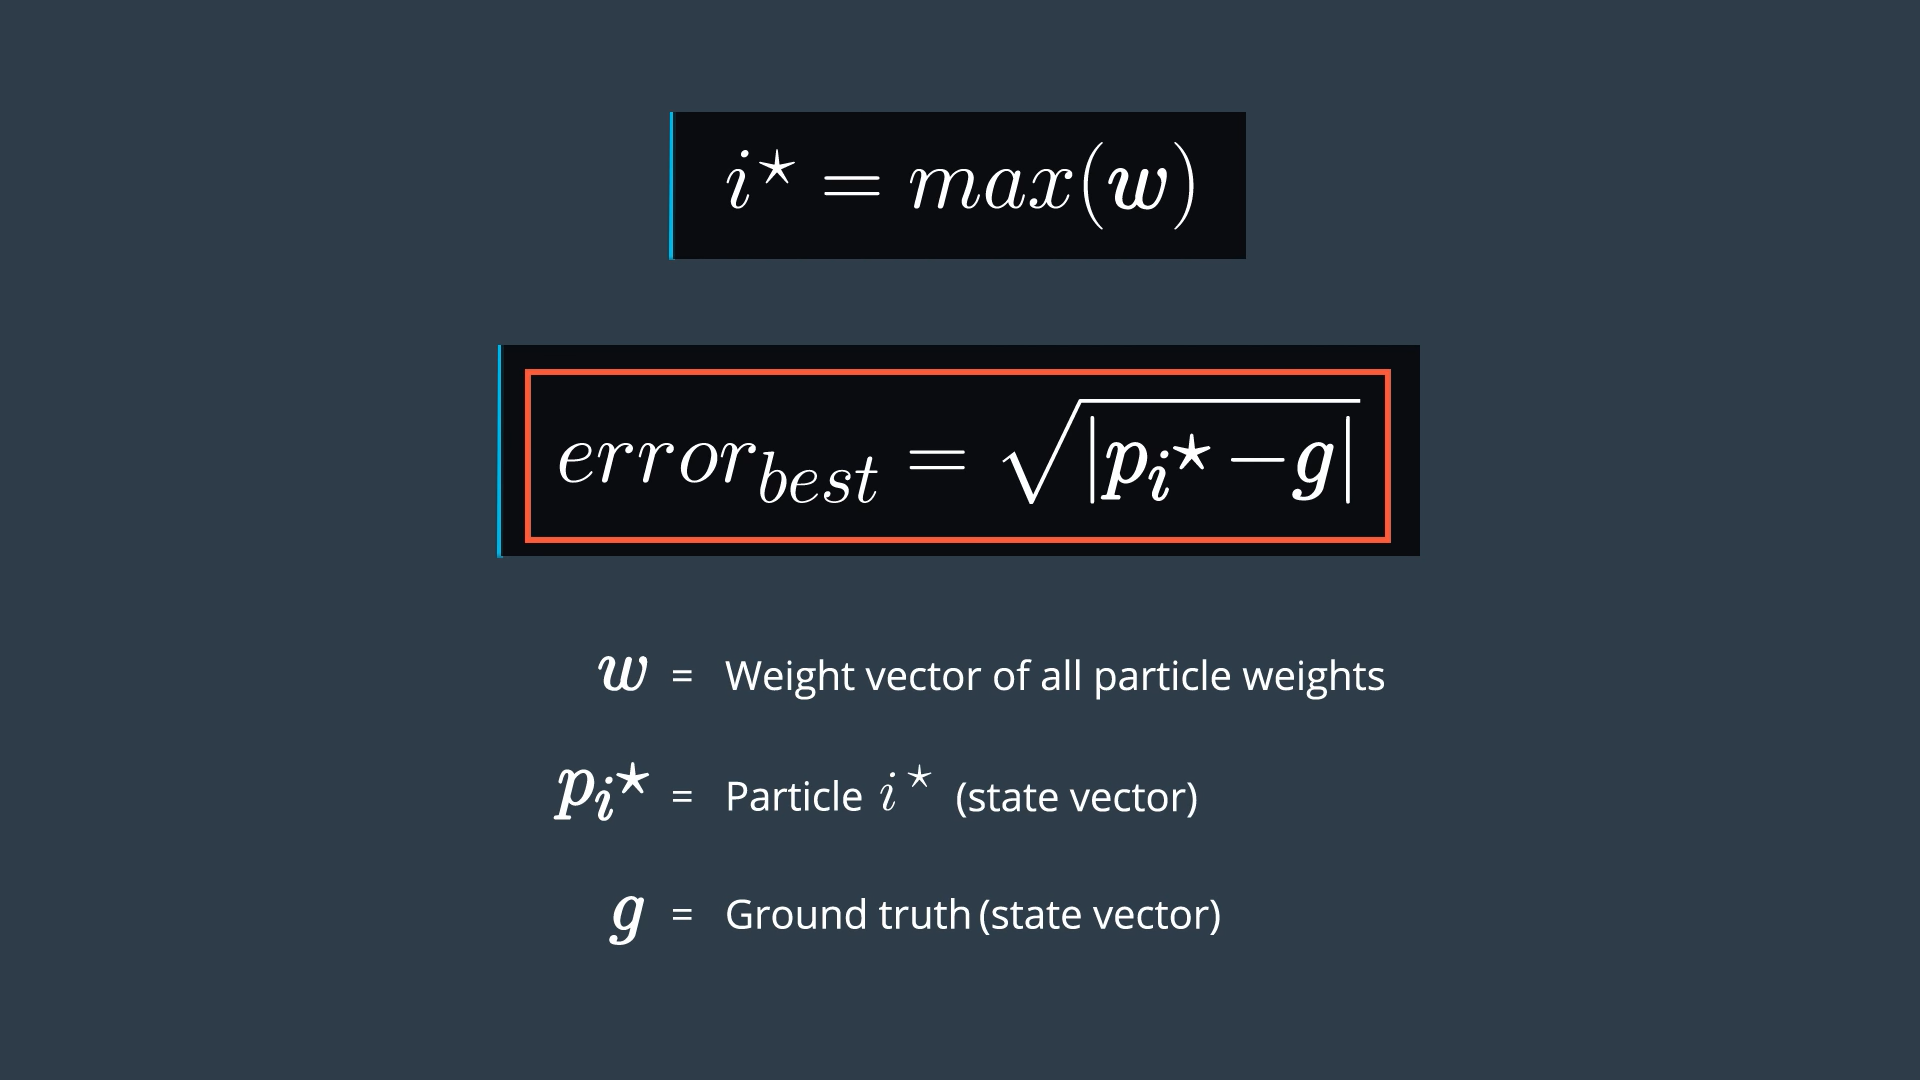 i⋆ = max(w)
error_best = √|p_i⋆ − g|
w = Weight vector of all particle weights
p_i⋆ = Particle i ⋆ (state vector)
g = Ground truth (state vector)